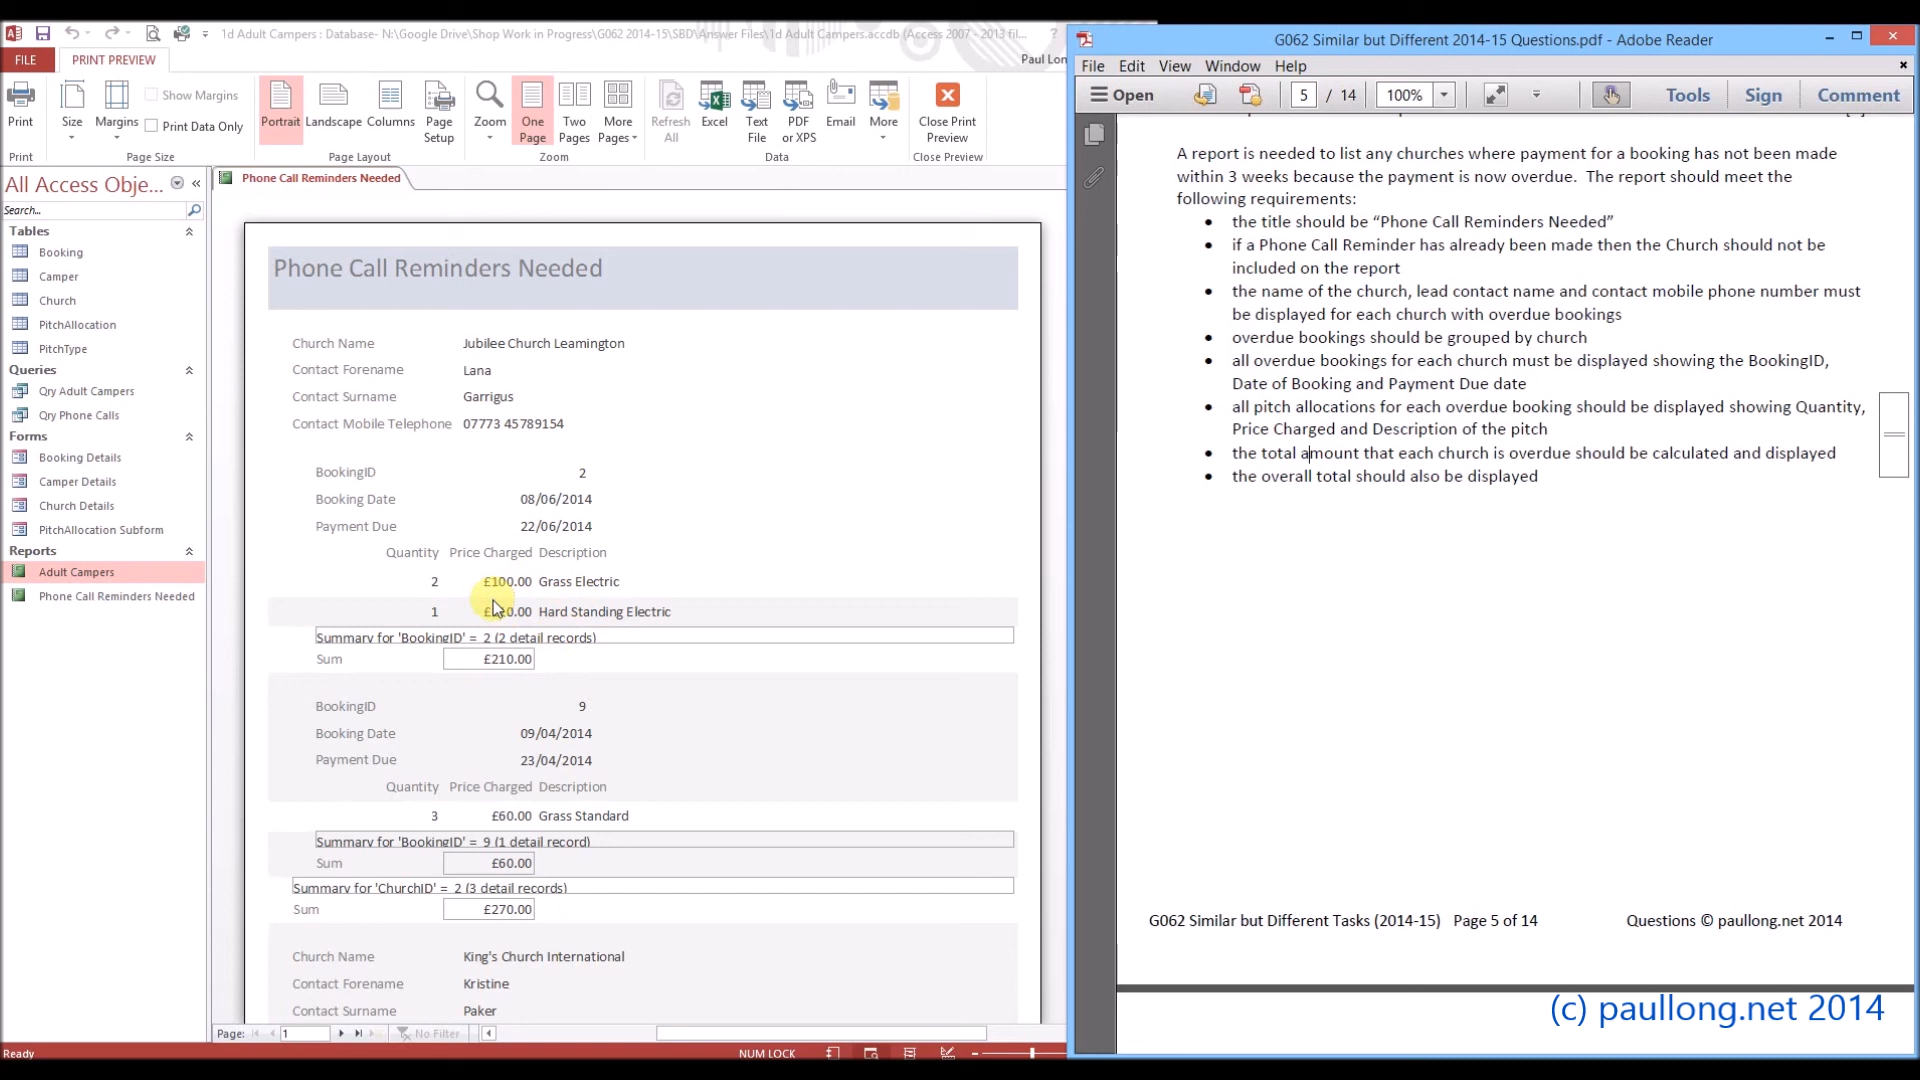 1d Adult Campers : Database- N:\Google Drive\Shop Work in Progress\G062 2014-15\SBD\Answer Files\1d Adult Campers.accdb (Access 2007 - 2013 fil...
?
FILE
PRINT PREVIEW
Paul Lon
Print
Size
Margins
Show Margins
Print Data Only
Portrait
Landscape
Columns
Page Setup
Zoom
One Page
Two Pages
More Pages
Refresh All
Excel
Text File
PDF or XPS
Email
More
Close Print Preview
Print
Page Size
Page Layout
Zoom
Data
Close Preview
All Access Obje...
Search...
Tables
Booking
Camper
Church
PitchAllocation
PitchType
Queries
Qry Adult Campers
Qry Phone Calls
Forms
Booking Details
Camper Details
Church Details
PitchAllocation Subform
Reports
Adult Campers
Phone Call Reminders Needed
Phone Call Reminders Needed
Phone Call Reminders Needed
Church Name Jubilee Church Leamington
Contact Forename Lana
Contact Surname Garrigus
Contact Mobile Telephone 07773 45789154
BookingID 2
Booking Date 08/06/2014
Payment Due 22/06/2014
Quantity Price Charged Description
2 £100.00 Grass Electric
1 Hard Standing Electric
Summary for 'BookingID' = 2 (2 detail records)
Sum £210.00
BookingID 9
Booking Date 09/04/2014
Payment Due 23/04/2014
Quantity Price Charged Description
3 £60.00 Grass Standard
Summary for 'BookingID' = 9 (1 detail record)
Sum £60.00
Summary for 'ChurchID' = 2 (3 detail records)
Sum £270.00
Church Name King's Church International
Contact Forename Kristine
Contact Surname Paker
Page: 1 No Filter
Ready
NUM LOCK
G062 Similar but Different 2014-15 Questions.pdf - Adobe Reader
File Edit View Window Help
Open 5 / 14 100% Tools Sign Comment
A report is needed to list any churches where payment for a booking has not been made
within 3 weeks because the payment is now overdue. The report should meet the
following requirements:
• the title should be “Phone Call Reminders Needed”
• if a Phone Call Reminder has already been made then the Church should not be
included on the report
• the name of the church, lead contact name and contact mobile phone number must
be displayed for each church with overdue bookings
• overdue bookings should be grouped by church
• all overdue bookings for each church must be displayed showing the BookingID,
Date of Booking and Payment Due date
• all pitch allocations for each overdue booking should be displayed showing Quantity,
Price Charged and Description of the pitch
• the total amount that each church is overdue should be calculated and displayed
• the overall total should also be displayed
G062 Similar but Different Tasks (2014-15) Page 5 of 14 Questions © paullong.net 2014
(c) paullong.net 2014